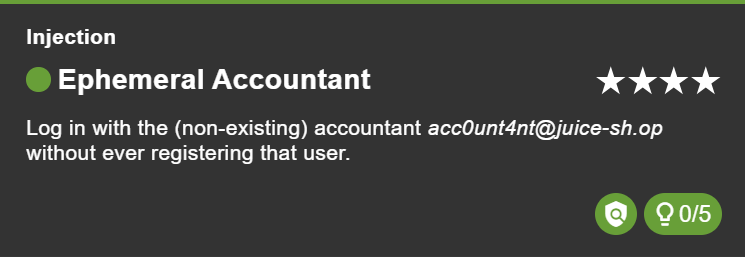 Injection
Ephemeral Accountant
Log in with the (non-existing) accountant acc0unt4nt@juice-sh.op
without ever registering that user.
0/5